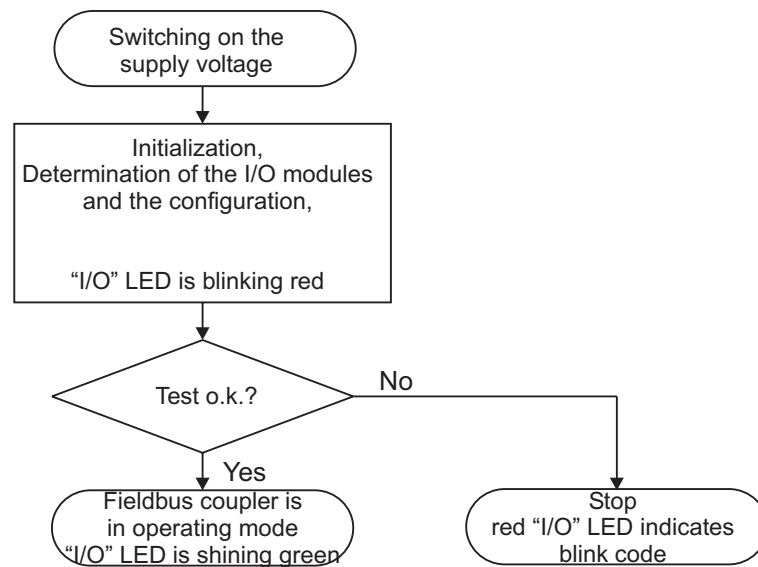 Switching on the
supply voltage
Initialization,
Determination of the I/O modules
and the configuration,
“I/O” LED is blinking red
Test o.k.?
No
Yes
Fieldbus coupler is
in operating mode
“I/O” LED is shining green
Stop
red “I/O” LED indicates
blink code